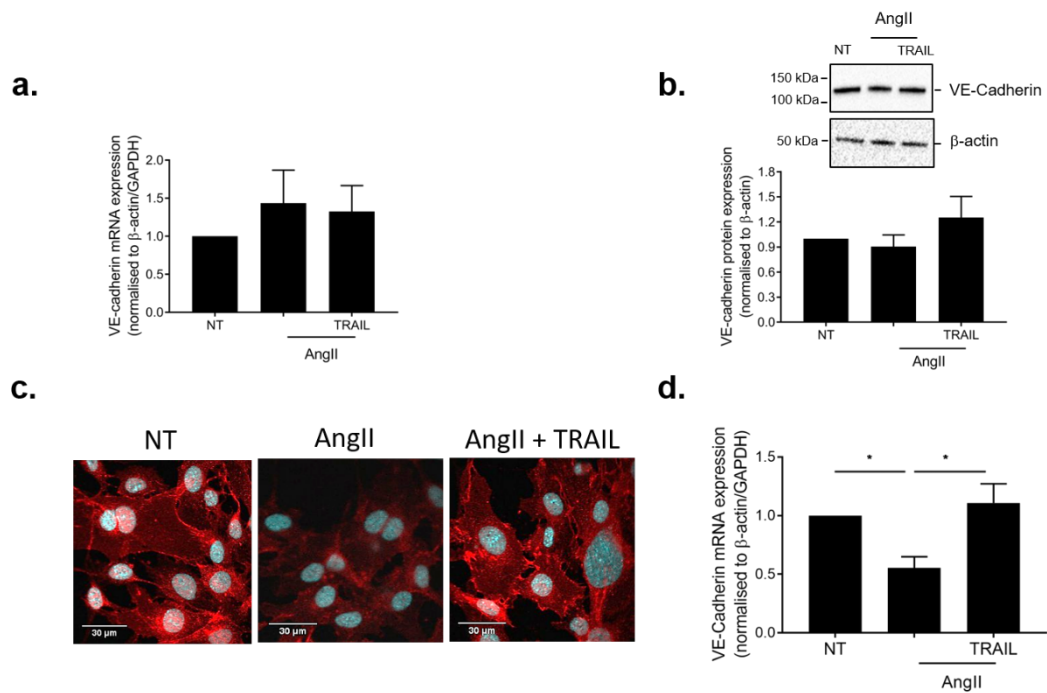 a.
VE-cadherin mRNA expression
(normalised to β-actin/GAPDH)
2.0
1.5
1.0
0.5
0.0
NT
TRAIL
AngII
b.
AngII
NT
TRAIL
150 kDa
100 kDa
VE-Cadherin
50 kDa
β-actin
VE-cadherin protein expression
(normalised to β-actin)
1.8
1.5
1.2
0.9
0.6
0.3
0.0
NT
TRAIL
AngII
c.
NT
AngII
AngII + TRAIL
30 µm
30 µm
30 µm
d.
VE-Cadherin mRNA expression
(normalised to β-actin/GAPDH)
1.5
1.0
0.5
0.0
* *
NT
TRAIL
AngII